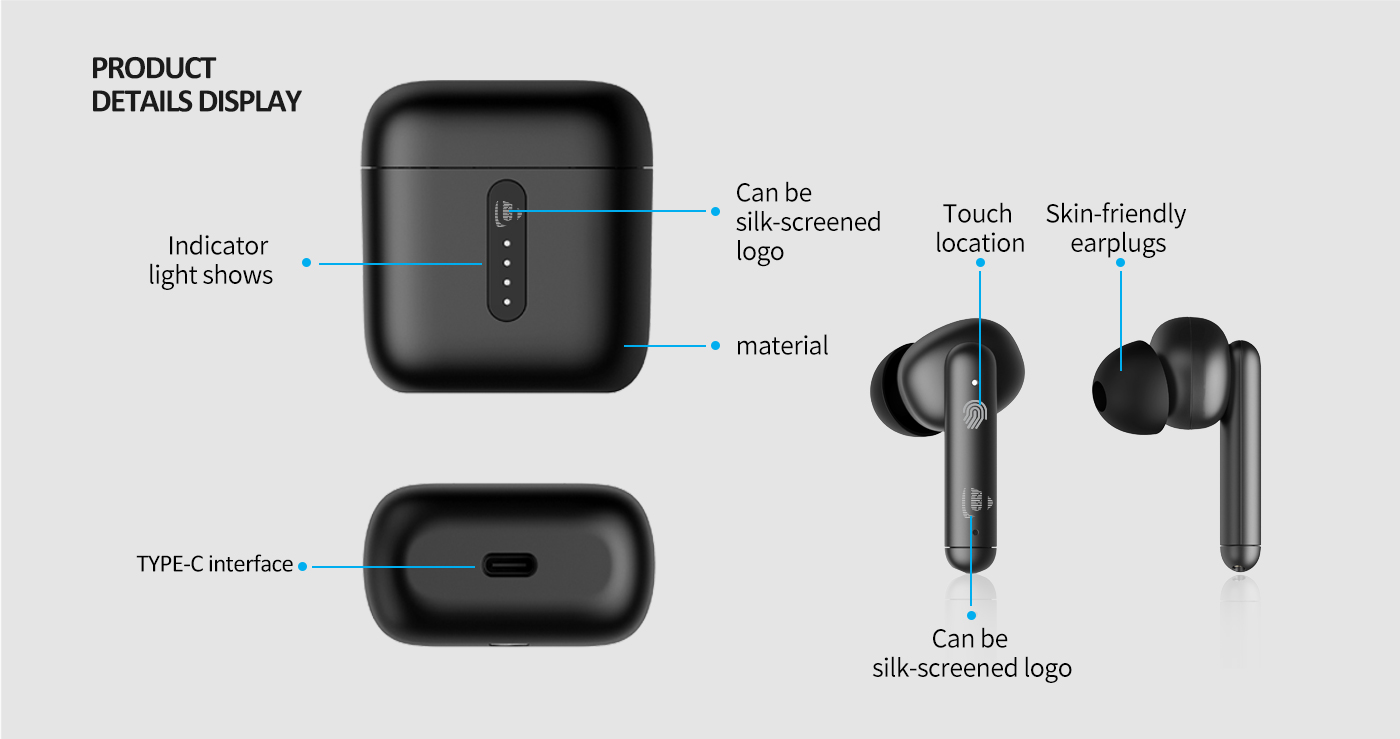 PRODUCT
DETAILS DISPLAY
Indicator
light shows
Can be
silk-screened
logo
material
Touch
location
Skin-friendly
earplugs
TYPE-C interface
Can be
silk-screened logo